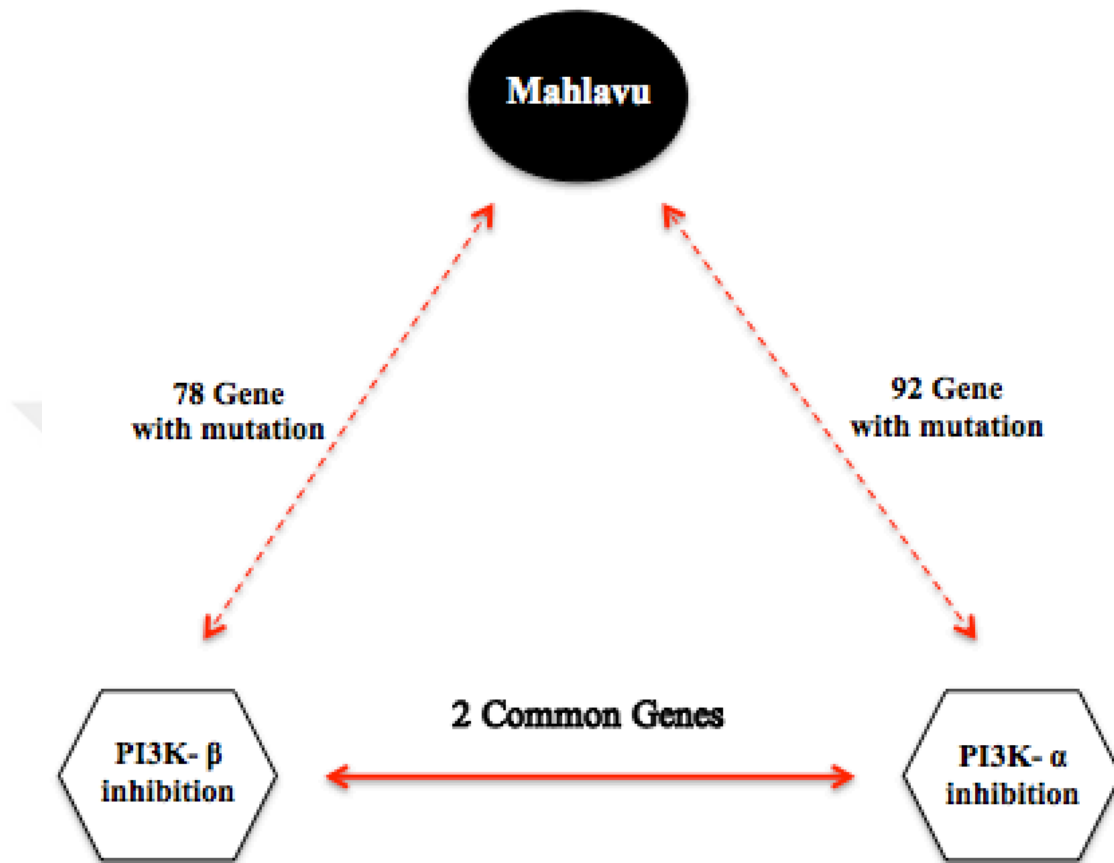 Mahlavu
78 Gene
with mutation
92 Gene
with mutation
2 Common Genes
PI3K- β
inhibition
PI3K- α
inhibition